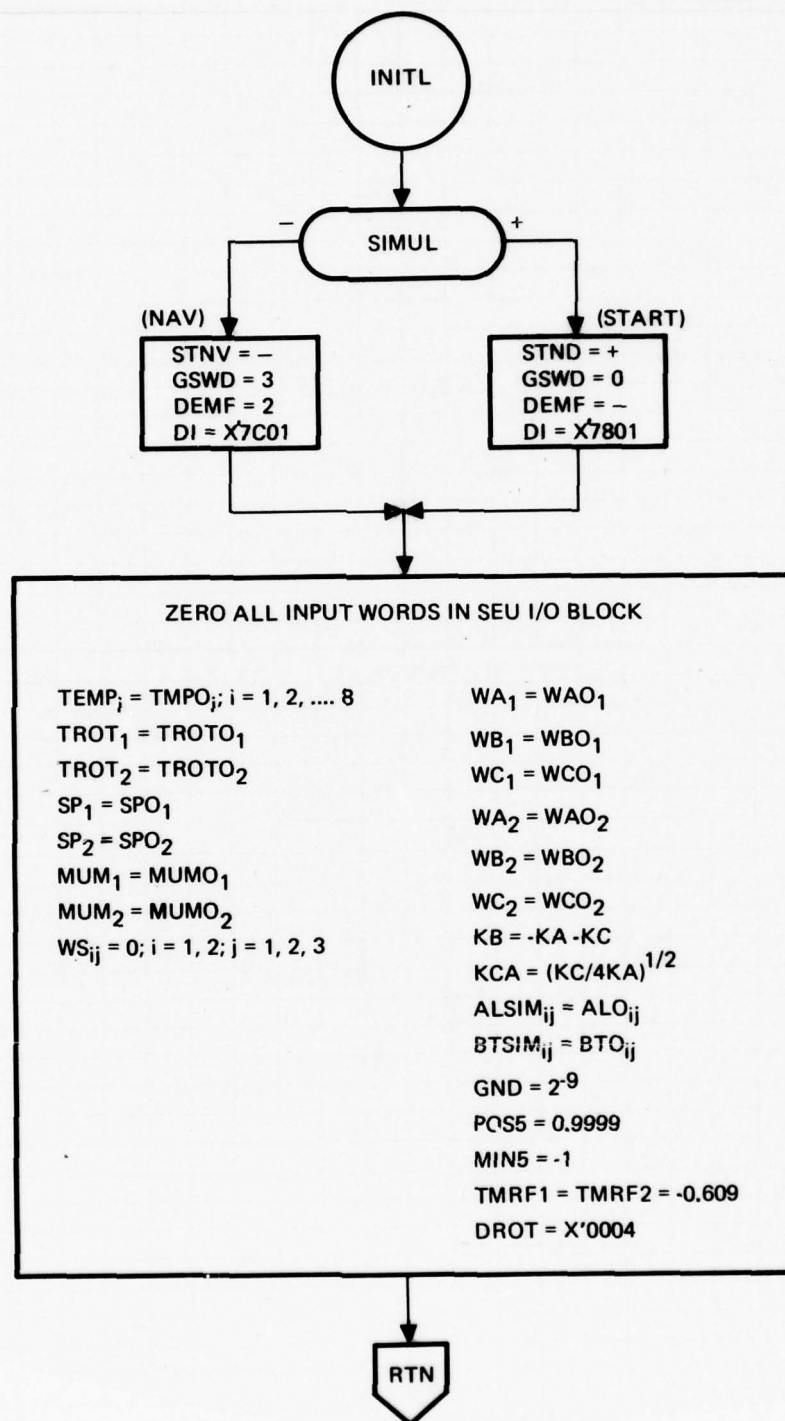 INITL
− SIMUL +
(NAV)
STNV = −
GSWD = 3
DEMF = 2
DI = X'7C01
(START)
STND = +
GSWD = 0
DEMF = −
DI = X'7801
ZERO ALL INPUT WORDS IN SEU I/O BLOCK
TEMPᵢ = TMPOᵢ; i = 1, 2, .... 8
TROT₁ = TROTO₁
TROT₂ = TROTO₂
SP₁ = SPO₁
SP₂ = SPO₂
MUM₁ = MUMO₁
MUM₂ = MUMO₂
WSᵢⱼ = 0; i = 1, 2; j = 1, 2, 3
WA₁ = WAO₁
WB₁ = WBO₁
WC₁ = WCO₁
WA₂ = WAO₂
WB₂ = WBO₂
WC₂ = WCO₂
KB = -KA -KC
KCA = (KC/4KA)^1/2
ALSIMᵢⱼ = ALOᵢⱼ
BTSIMᵢⱼ = BTOᵢⱼ
GND = 2⁻⁹
POS5 = 0.9999
MIN5 = -1
TMRF1 = TMRF2 = -0.609
DROT = X'0004
RTN